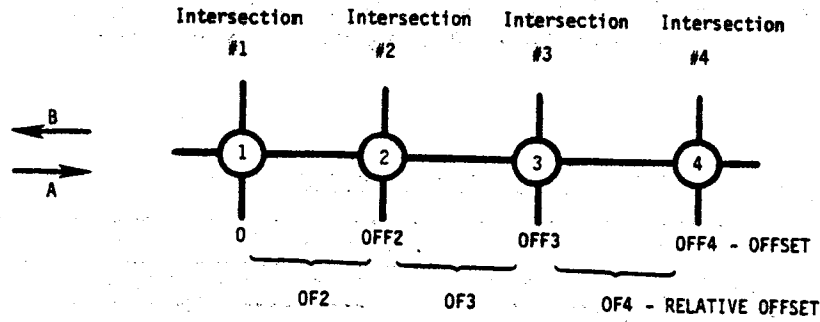 Intersection Intersection Intersection Intersection
#1 #2 #3 #4
B
A
1 2 3 4
0 OFF2 OFF3 OFF4 - OFFSET
OF2 OF3 OF4 - RELATIVE OFFSET